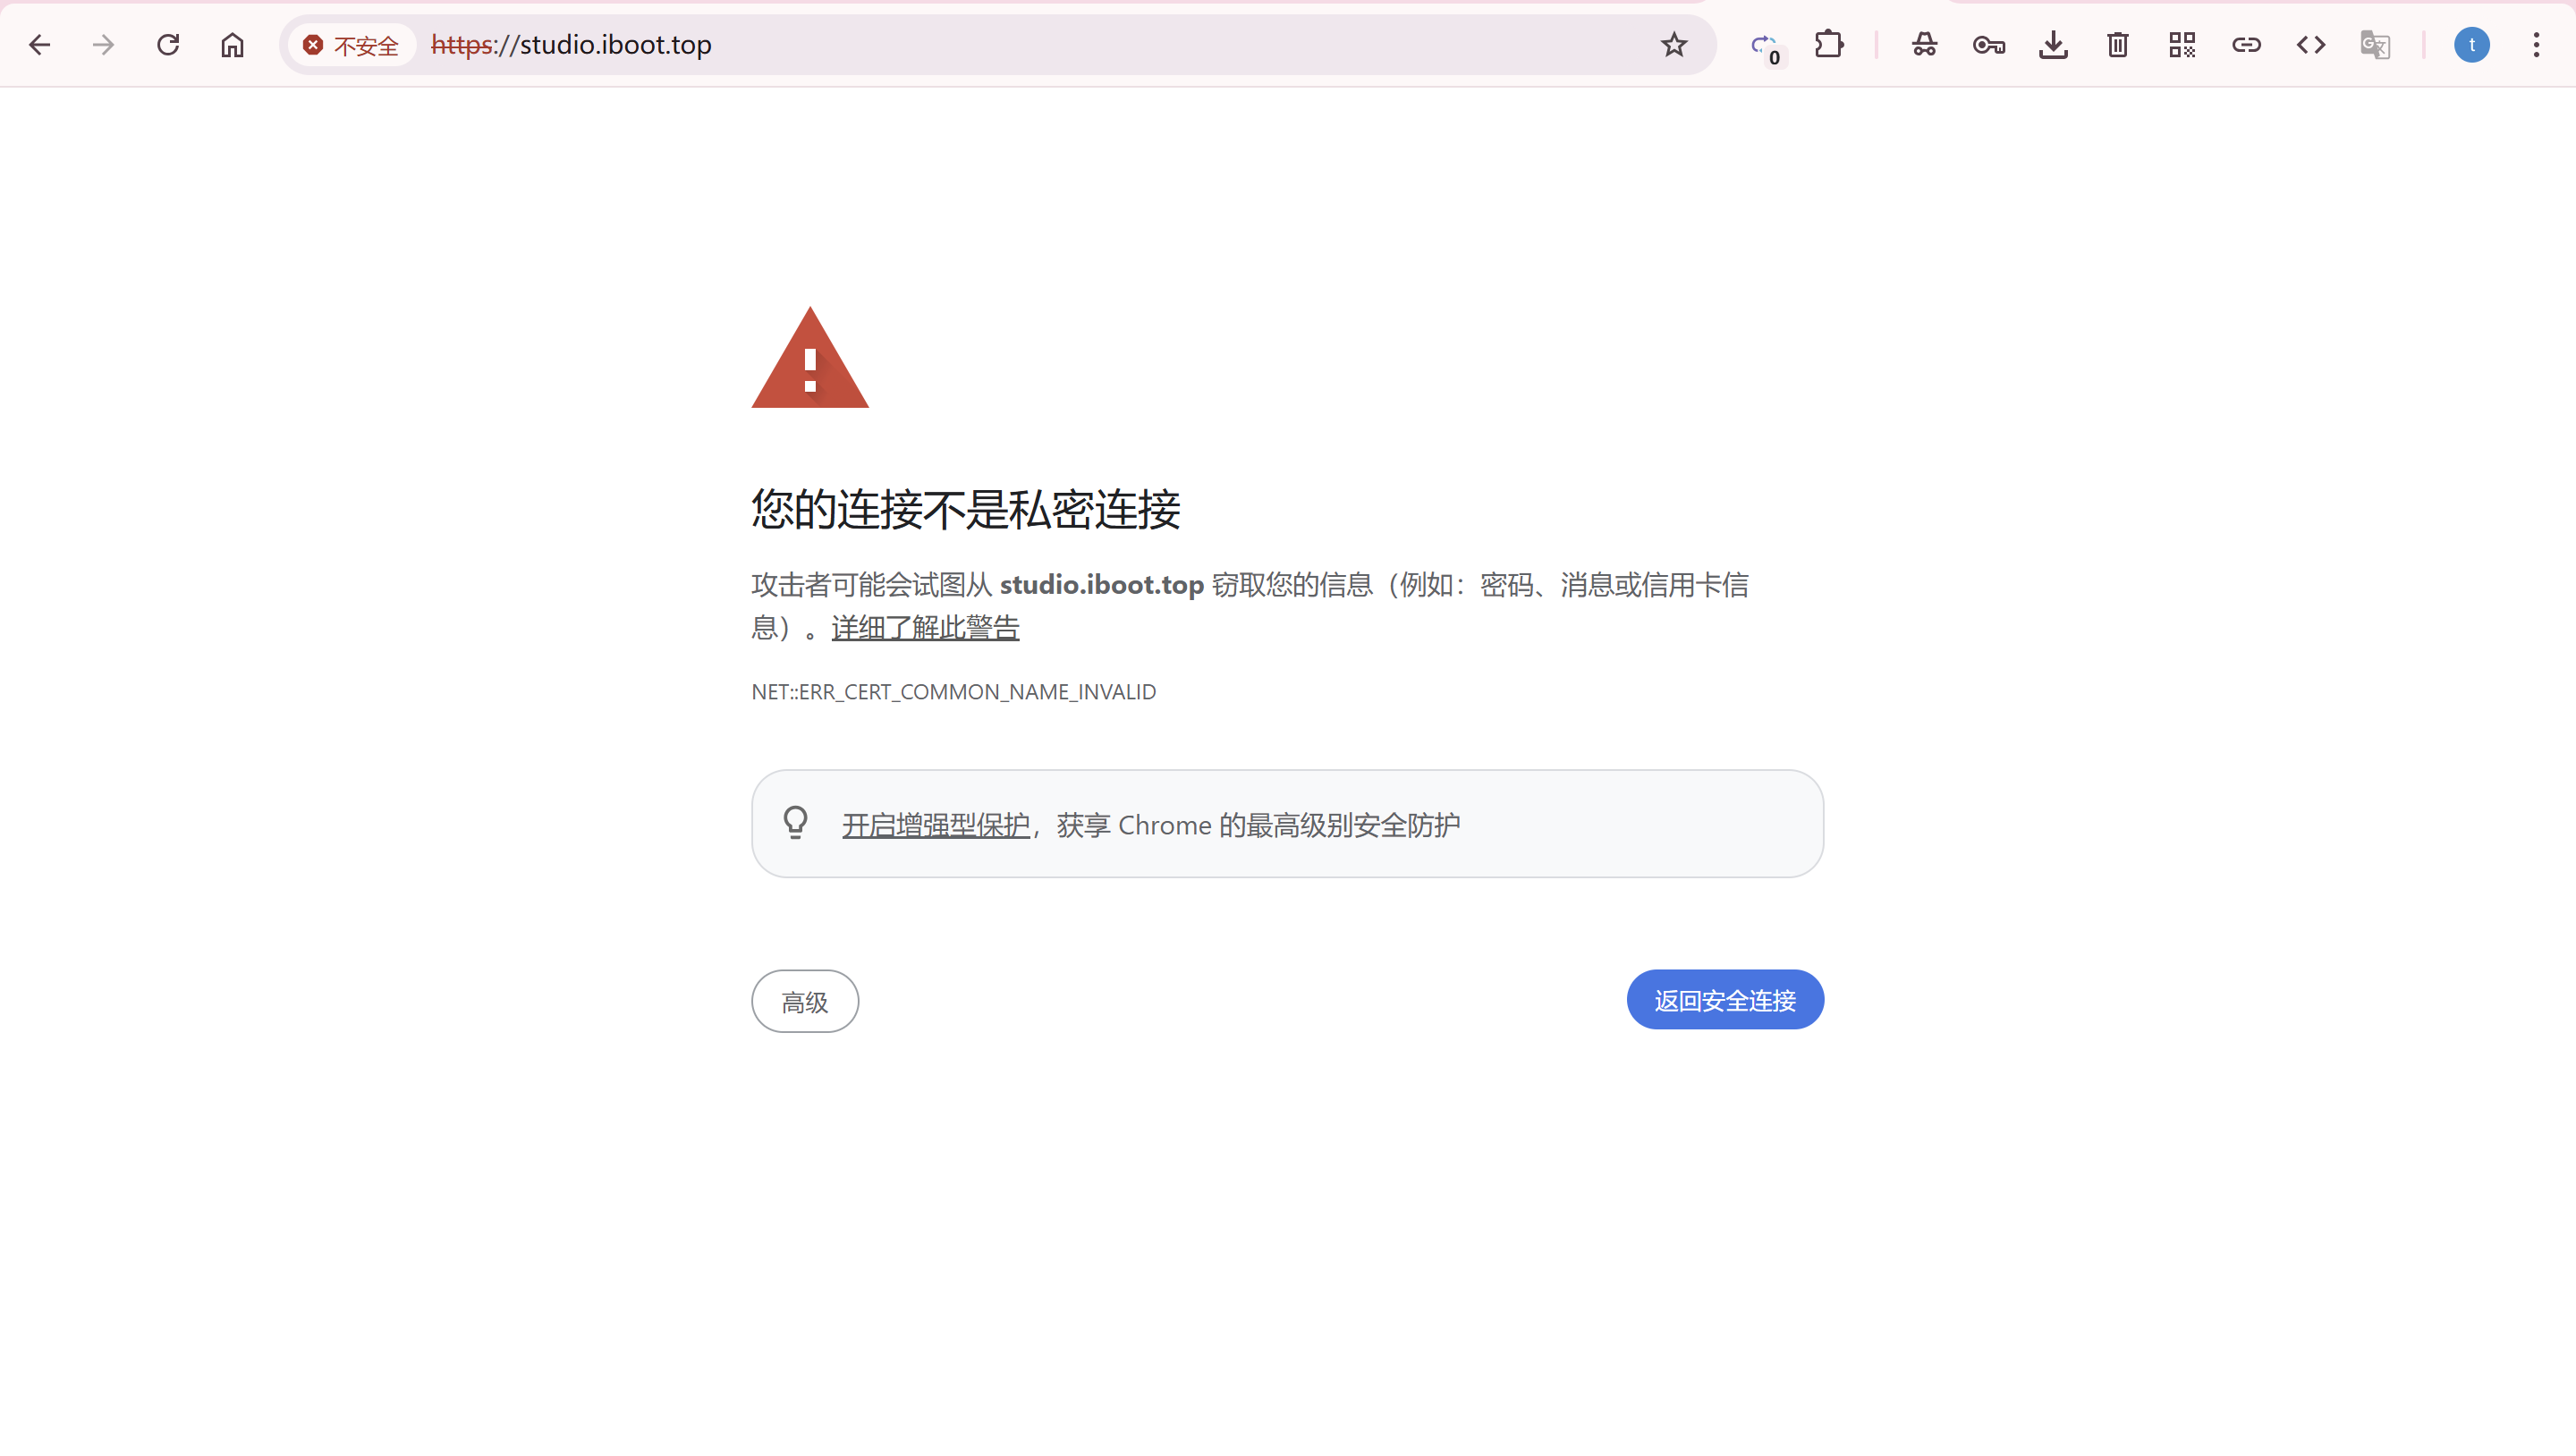 不安全 https://studio.iboot.top
0
t
您的连接不是私密连接
攻击者可能会试图从 studio.iboot.top 窃取您的信息（例如：密码、消息或信用卡信
息）。详细了解此警告
NET::ERR_CERT_COMMON_NAME_INVALID
开启增强型保护，获享 Chrome 的最高级别安全防护
高级
返回安全连接